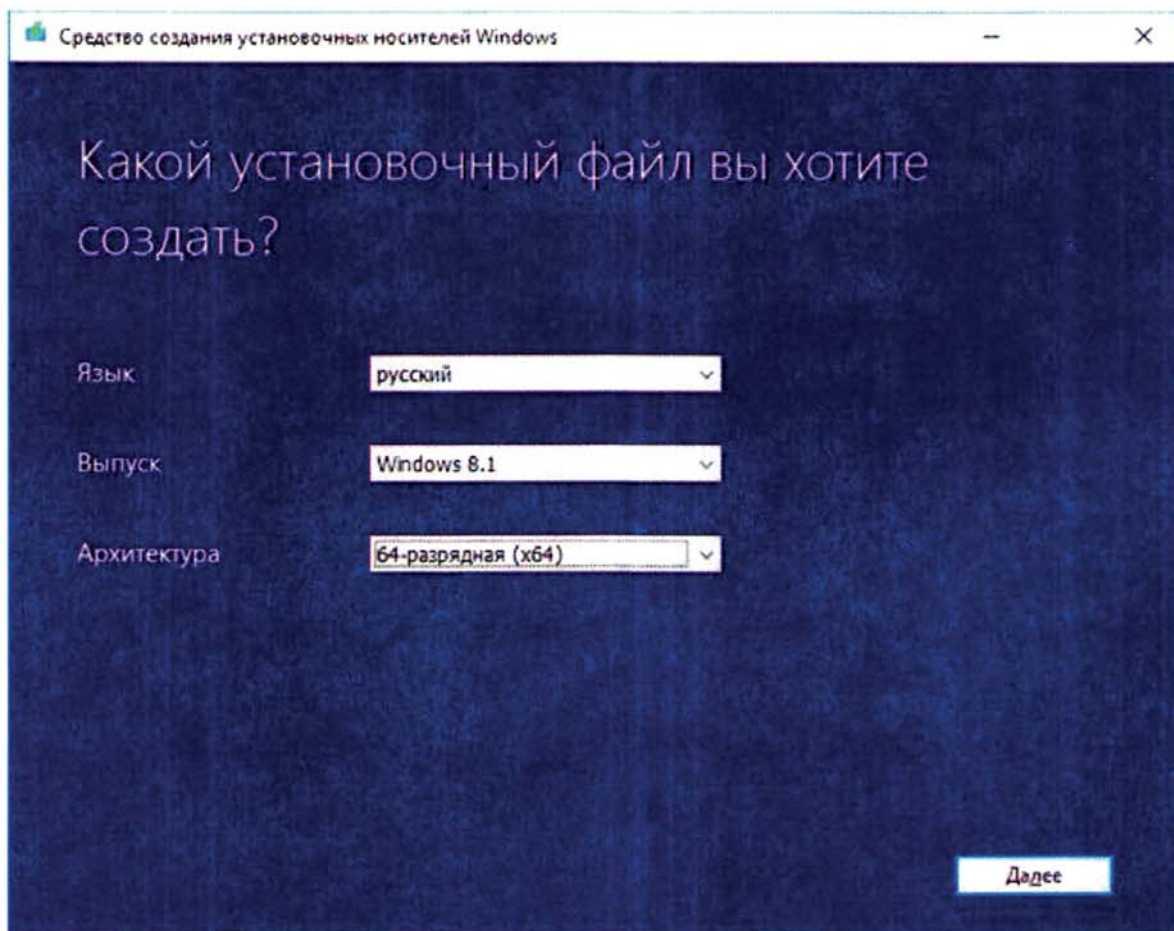 Средство создания установочных носителей Windows
Какой установочный файл вы хотите
создать?
Язык
русский
Выпуск
Windows 8.1
Архитектура
64-разрядная (x64)
Далее